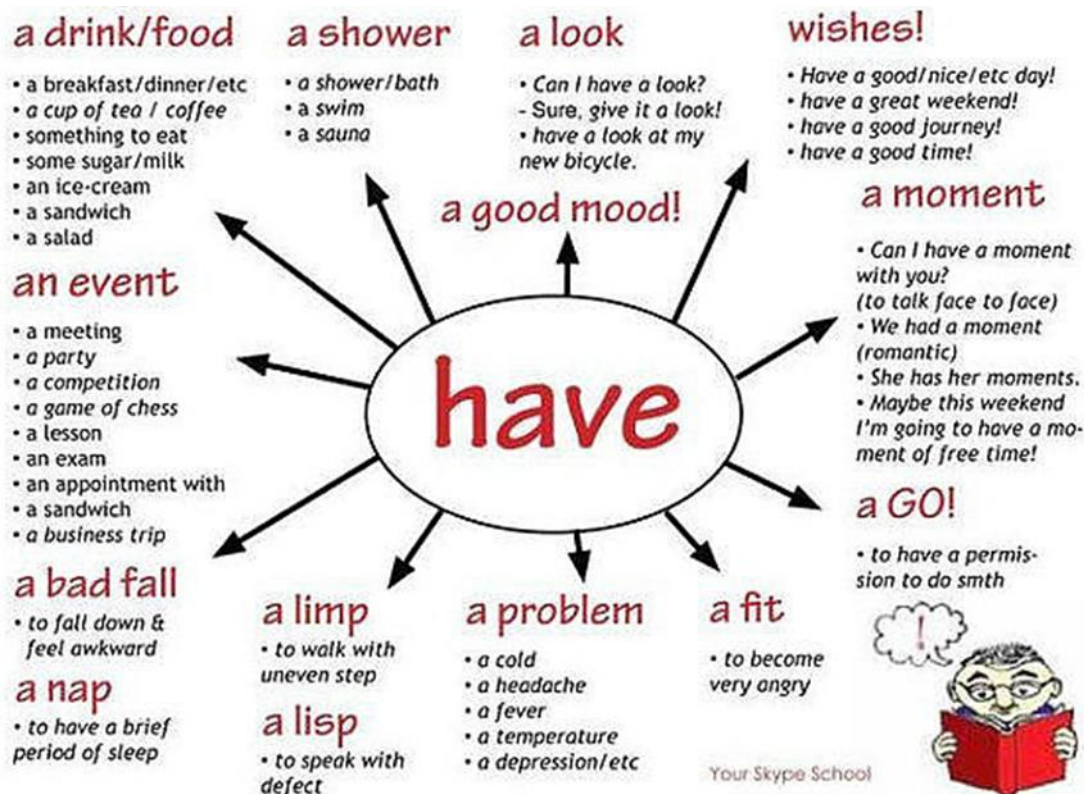 a drink/food
• a breakfast/dinner/etc
• a cup of tea / coffee
• something to eat
• some sugar/milk
• an ice-cream
• a sandwich
• a salad
a shower
• a shower/bath
• a swim
• a sauna
a look
• Can I have a look?
- Sure, give it a look!
• have a look at my
new bicycle.
wishes!
• Have a good/nice/etc day!
• have a great weekend!
• have a good journey!
• have a good time!
a good mood!
a moment
• Can I have a moment
with you?
(to talk face to face)
• We had a moment
(romantic)
• She has her moments.
• Maybe this weekend
I'm going to have a mo-
ment of free time!
an event
• a meeting
• a party
• a competition
• a game of chess
• a lesson
• an exam
• an appointment with
• a sandwich
• a business trip
have
a GO!
• to have a permis-
sion to do smth
a bad fall
• to fall down &
feel awkward
a nap
• to have a brief
period of sleep
a limp
• to walk with
uneven step
a lisp
• to speak with
defect
a problem
• a cold
• a headache
• a fever
• a temperature
• a depression/etc
a fit
• to become
very angry
!
Your Skype School